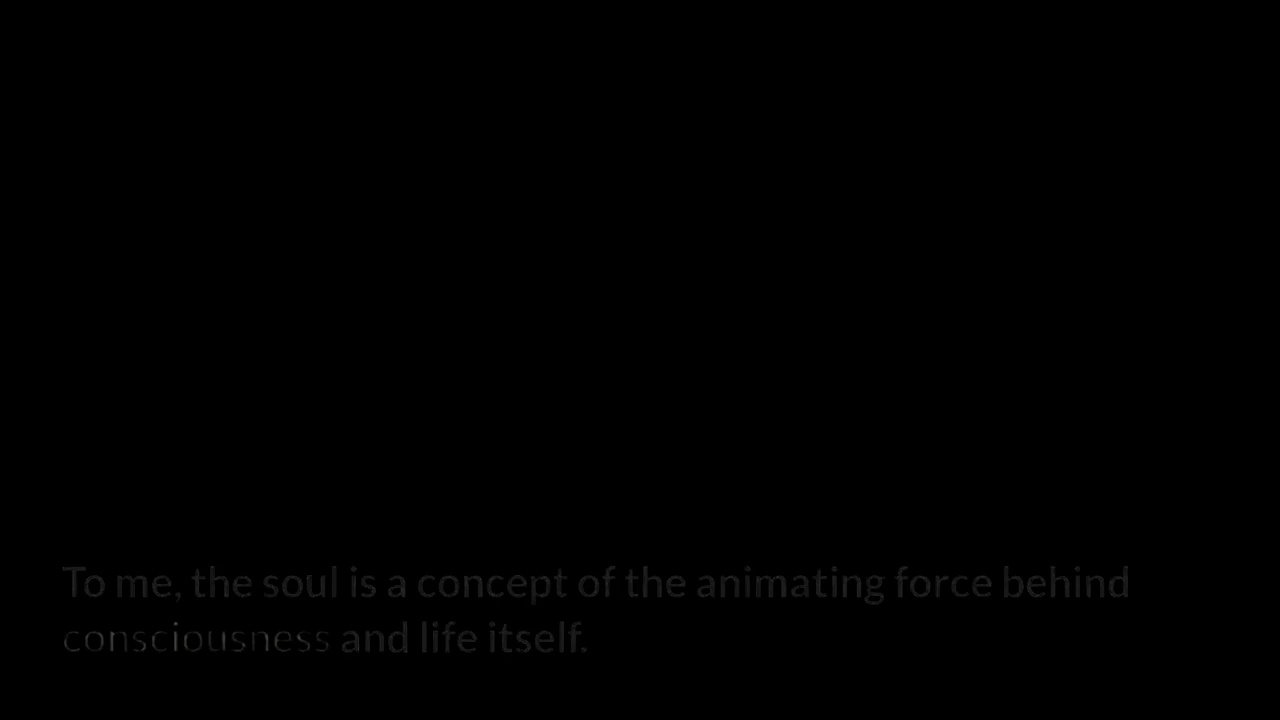 To me, the soul is a concept of the animating force behind
consciousness and life itself.